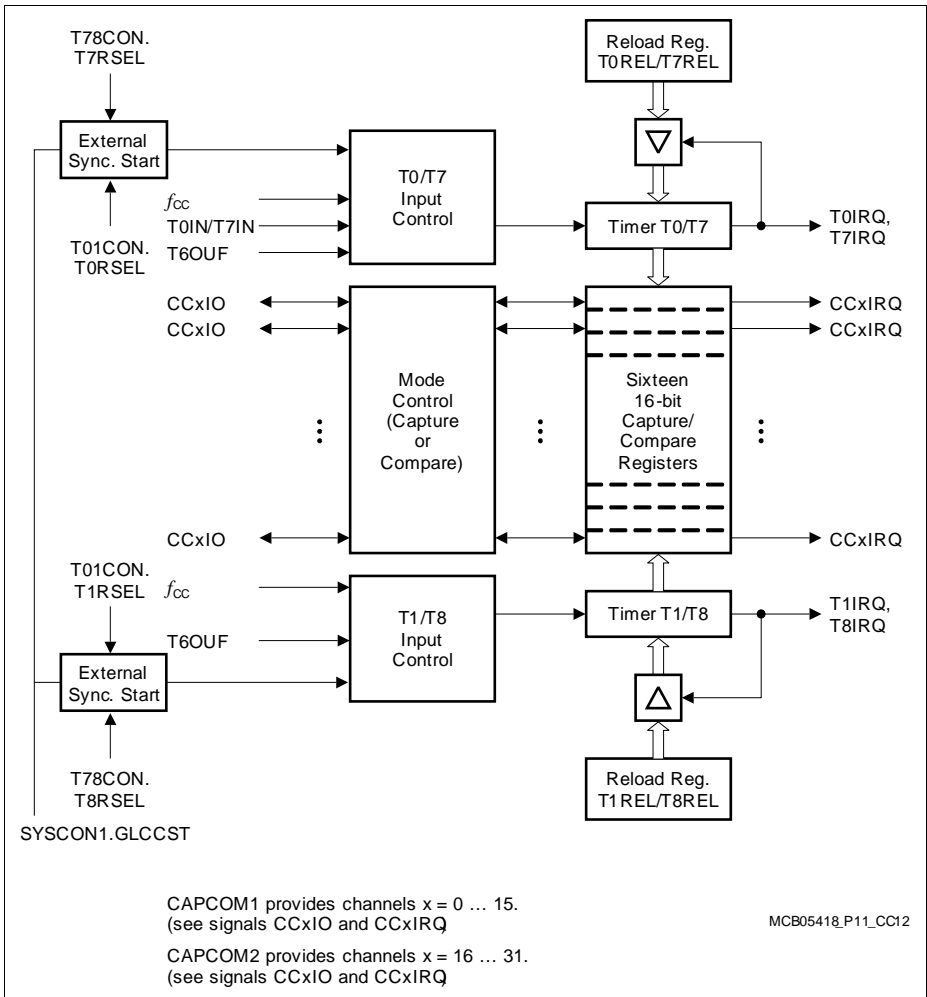 T78CON.
T7RSEL
Reload Reg.
T0REL/T7REL
External
Sync. Start
T0/T7
Input
Control
fCC
T0IN/T7IN
T6OUF
Timer T0/T7
T0IRQ,
T7IRQ
T01CON.
T0RSEL
CCxIO
CCxIRQ
CCxIO
CCxIRQ
Mode
Control
(Capture
or
Compare)
Sixteen
16-bit
Capture/
Compare
Registers
CCxIO
CCxIRQ
T01CON.
T1RSEL
fCC
T1/T8
Input
Control
T6OUF
Timer T1/T8
T1IRQ,
T8IRQ
External
Sync. Start
T78CON.
T8RSEL
Reload Reg.
T1REL/T8REL
SYSCON1.GLCCST
CAPCOM1 provides channels x = 0 … 15.
(see signals CCxIO and CCxIRQ)
MCB05418_P11_CC12
CAPCOM2 provides channels x = 16 … 31.
(see signals CCxIO and CCxIRQ)